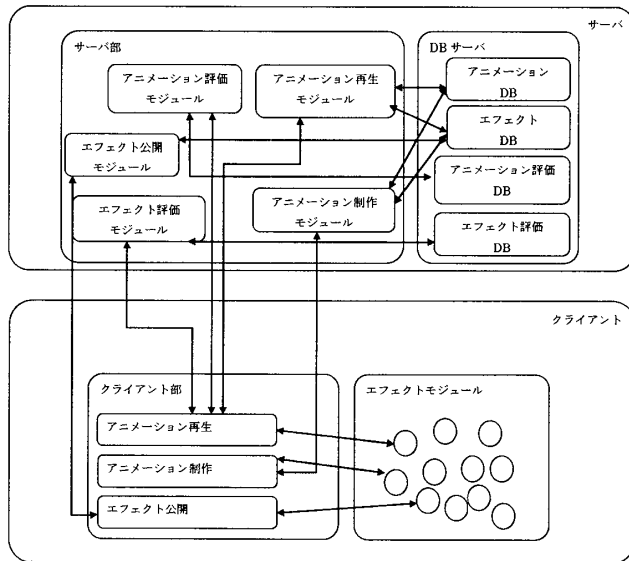 サーバ
サーバ部
DB サーバ
アニメーション評価
モジュール
アニメーション再生
モジュール
アニメーション
DB
エフェクト
DB
エフェクト公開
モジュール
アニメーション評価
DB
エフェクト評価
モジュール
アニメーション制作
モジュール
エフェクト評価
DB
クライアント
クライアント部
エフェクトモジュール
アニメーション再生
アニメーション制作
エフェクト公開